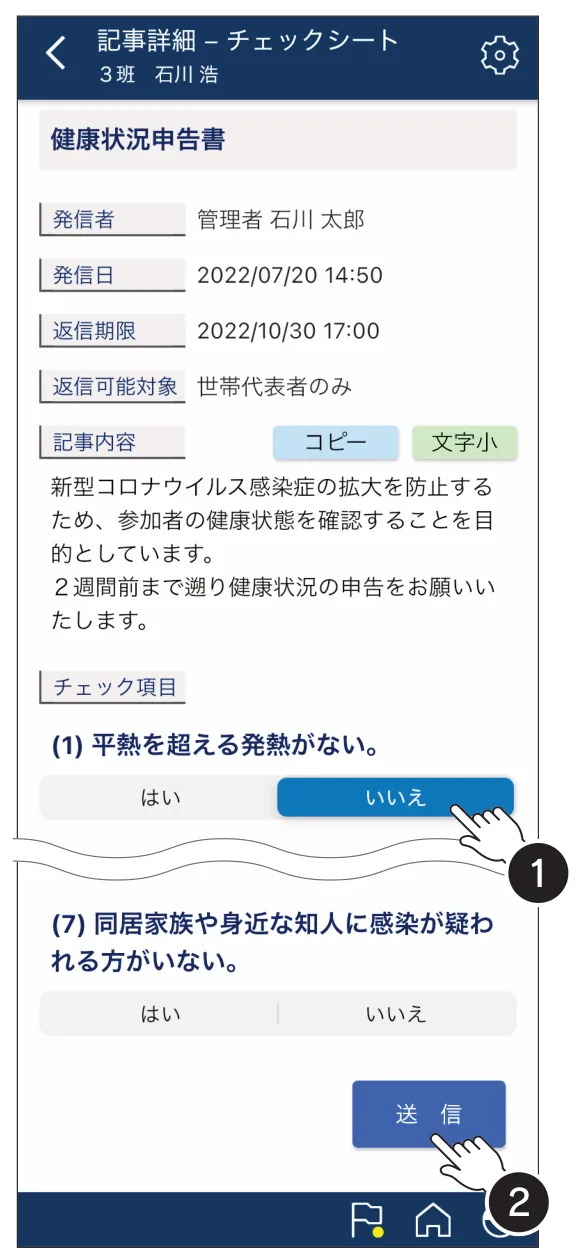 記事詳細 – チェックシート
3班　石川 浩
健康状況申告書
発信者 管理者 石川 太郎
発信日 2022/07/20 14:50
返信期限 2022/10/30 17:00
返信可能対象 世帯代表者のみ
記事内容 コピー 文字小
新型コロナウイルス感染症の拡大を防止する
ため、参加者の健康状態を確認することを目
的としています。
２週間前まで遡り健康状況の申告をお願いい
たします。
チェック項目
(1) 平熱を超える発熱がない。
はい いいえ
1
(7) 同居家族や身近な知人に感染が疑わ
れる方がいない。
はい いいえ
送　信
2